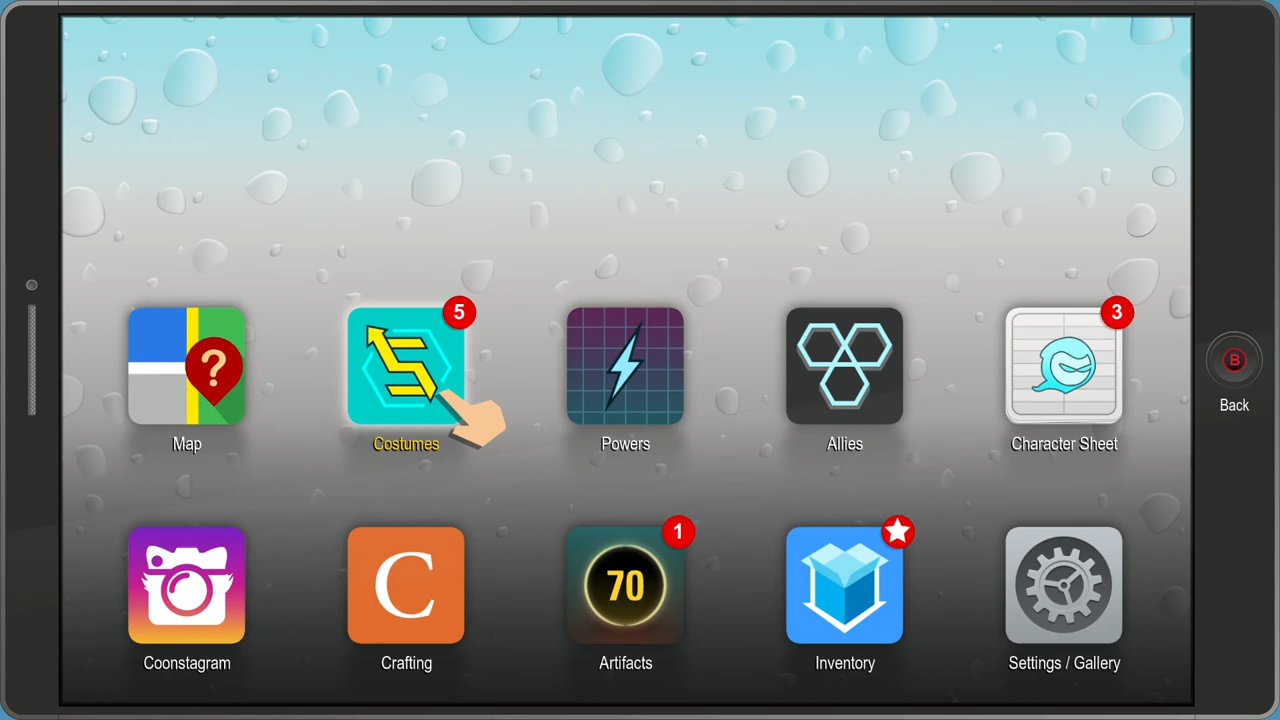 5
3
?
B
Back
Map
Costumes
Powers
Allies
Character Sheet
1
C
70
Coonstagram
Crafting
Artifacts
Inventory
Settings / Gallery